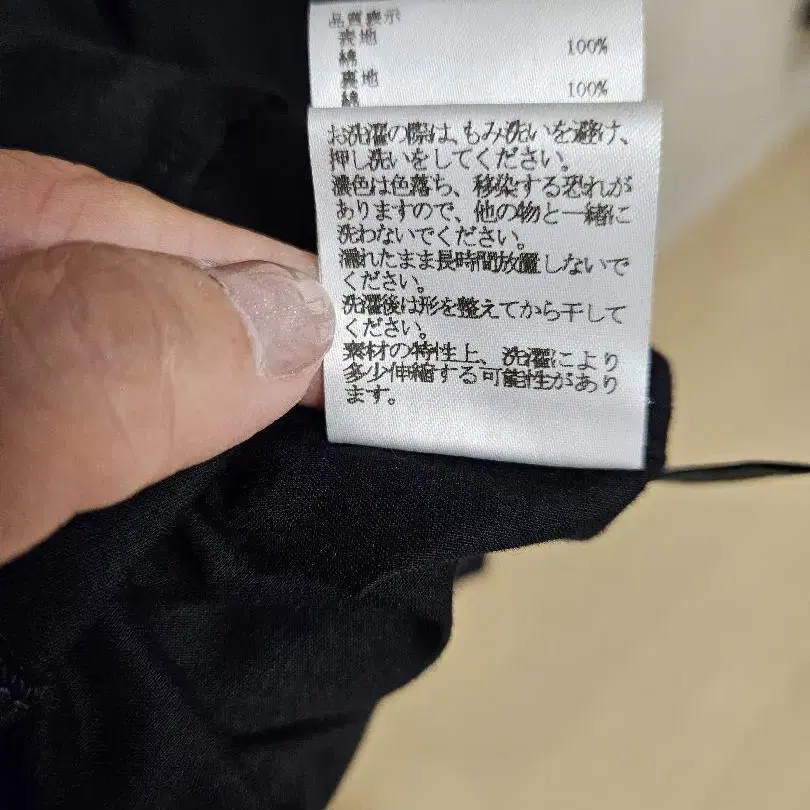 品質表示
表地
綿 100%
裏地
綿 100%
お洗濯の際は、もみ洗いを避け、
押し洗いをしてください。
濃色は色落ち、移染する恐れが
ありますので、他の物と一緒に
洗わないでください。
濡れたまま長時間放置しないで
ください。
洗濯後は形を整えてから干して
ください。
素材の特性上、洗濯により
多少伸縮する可能性があり
ます。